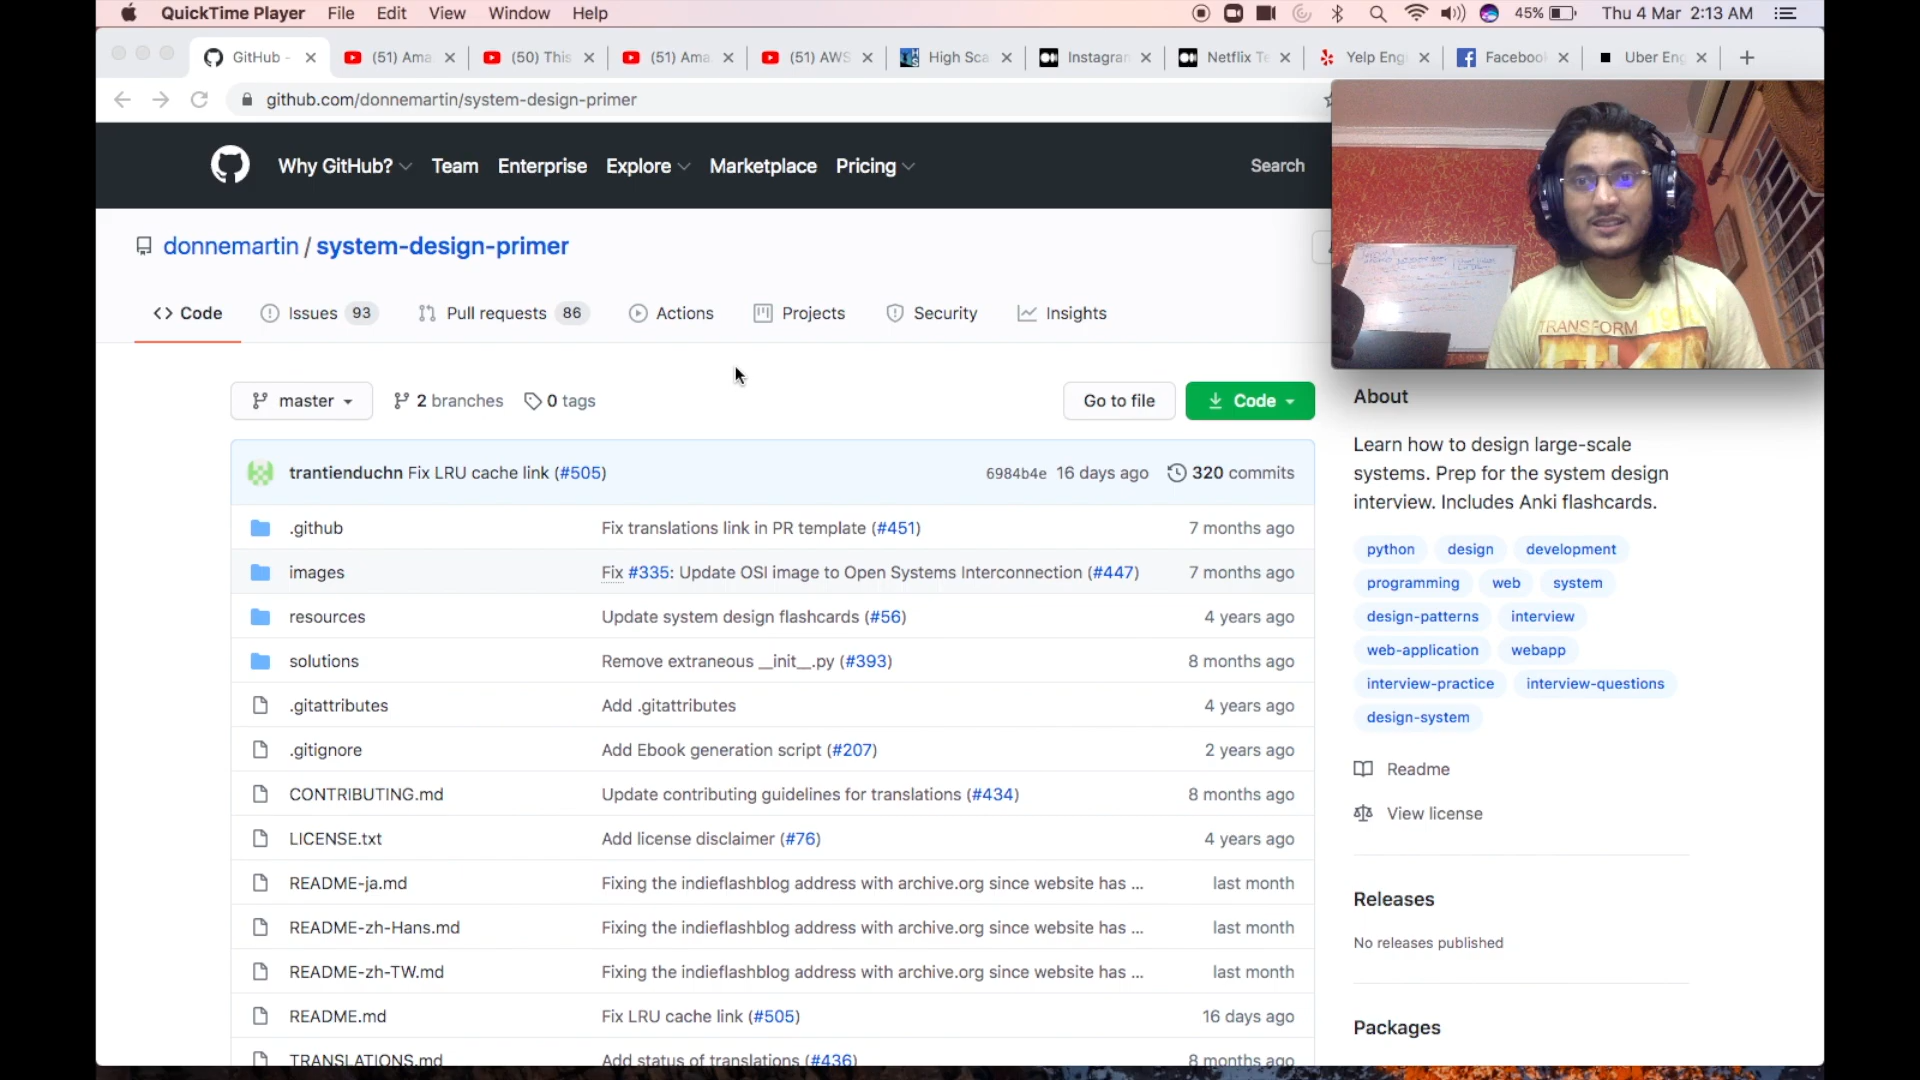 QuickTime Player File Edit View Window Help 45% Thu 4 Mar 2:13 AM
GitHub - (51) Ama (50) This (51) Ama (51) AWS High Sca Instagram Netflix Te Yelp Engi Facebook Uber Eng
github.com/donnemartin/system-design-primer
Why GitHub? Team Enterprise Explore Marketplace Pricing Search
donnemartin / system-design-primer
Code Issues 93 Pull requests 86 Actions Projects Security Insights
TRANSFORM
master 2 branches 0 tags Go to file Code
trantienduchn Fix LRU cache link (#505) 6984b4e 16 days ago 320 commits
.github Fix translations link in PR template (#451) 7 months ago
images Fix #335: Update OSI image to Open Systems Interconnection (#447) 7 months ago
resources Update system design flashcards (#56) 4 years ago
solutions Remove extraneous __init__.py (#393) 8 months ago
.gitattributes Add .gitattributes 4 years ago
.gitignore Add Ebook generation script (#207) 2 years ago
CONTRIBUTING.md Update contributing guidelines for translations (#434) 8 months ago
LICENSE.txt Add license disclaimer (#76) 4 years ago
README-ja.md Fixing the indieflashblog address with archive.org since website has ... last month
README-zh-Hans.md Fixing the indieflashblog address with archive.org since website has ... last month
README-zh-TW.md Fixing the indieflashblog address with archive.org since website has ... last month
README.md Fix LRU cache link (#505) 16 days ago
TRANSLATIONS.md Add status of translations (#436) 8 months ago
About
Learn how to design large-scale
systems. Prep for the system design
interview. Includes Anki flashcards.
python design development
programming web system
design-patterns interview
web-application webapp
interview-practice interview-questions
design-system
Readme
View license
Releases
No releases published
Packages